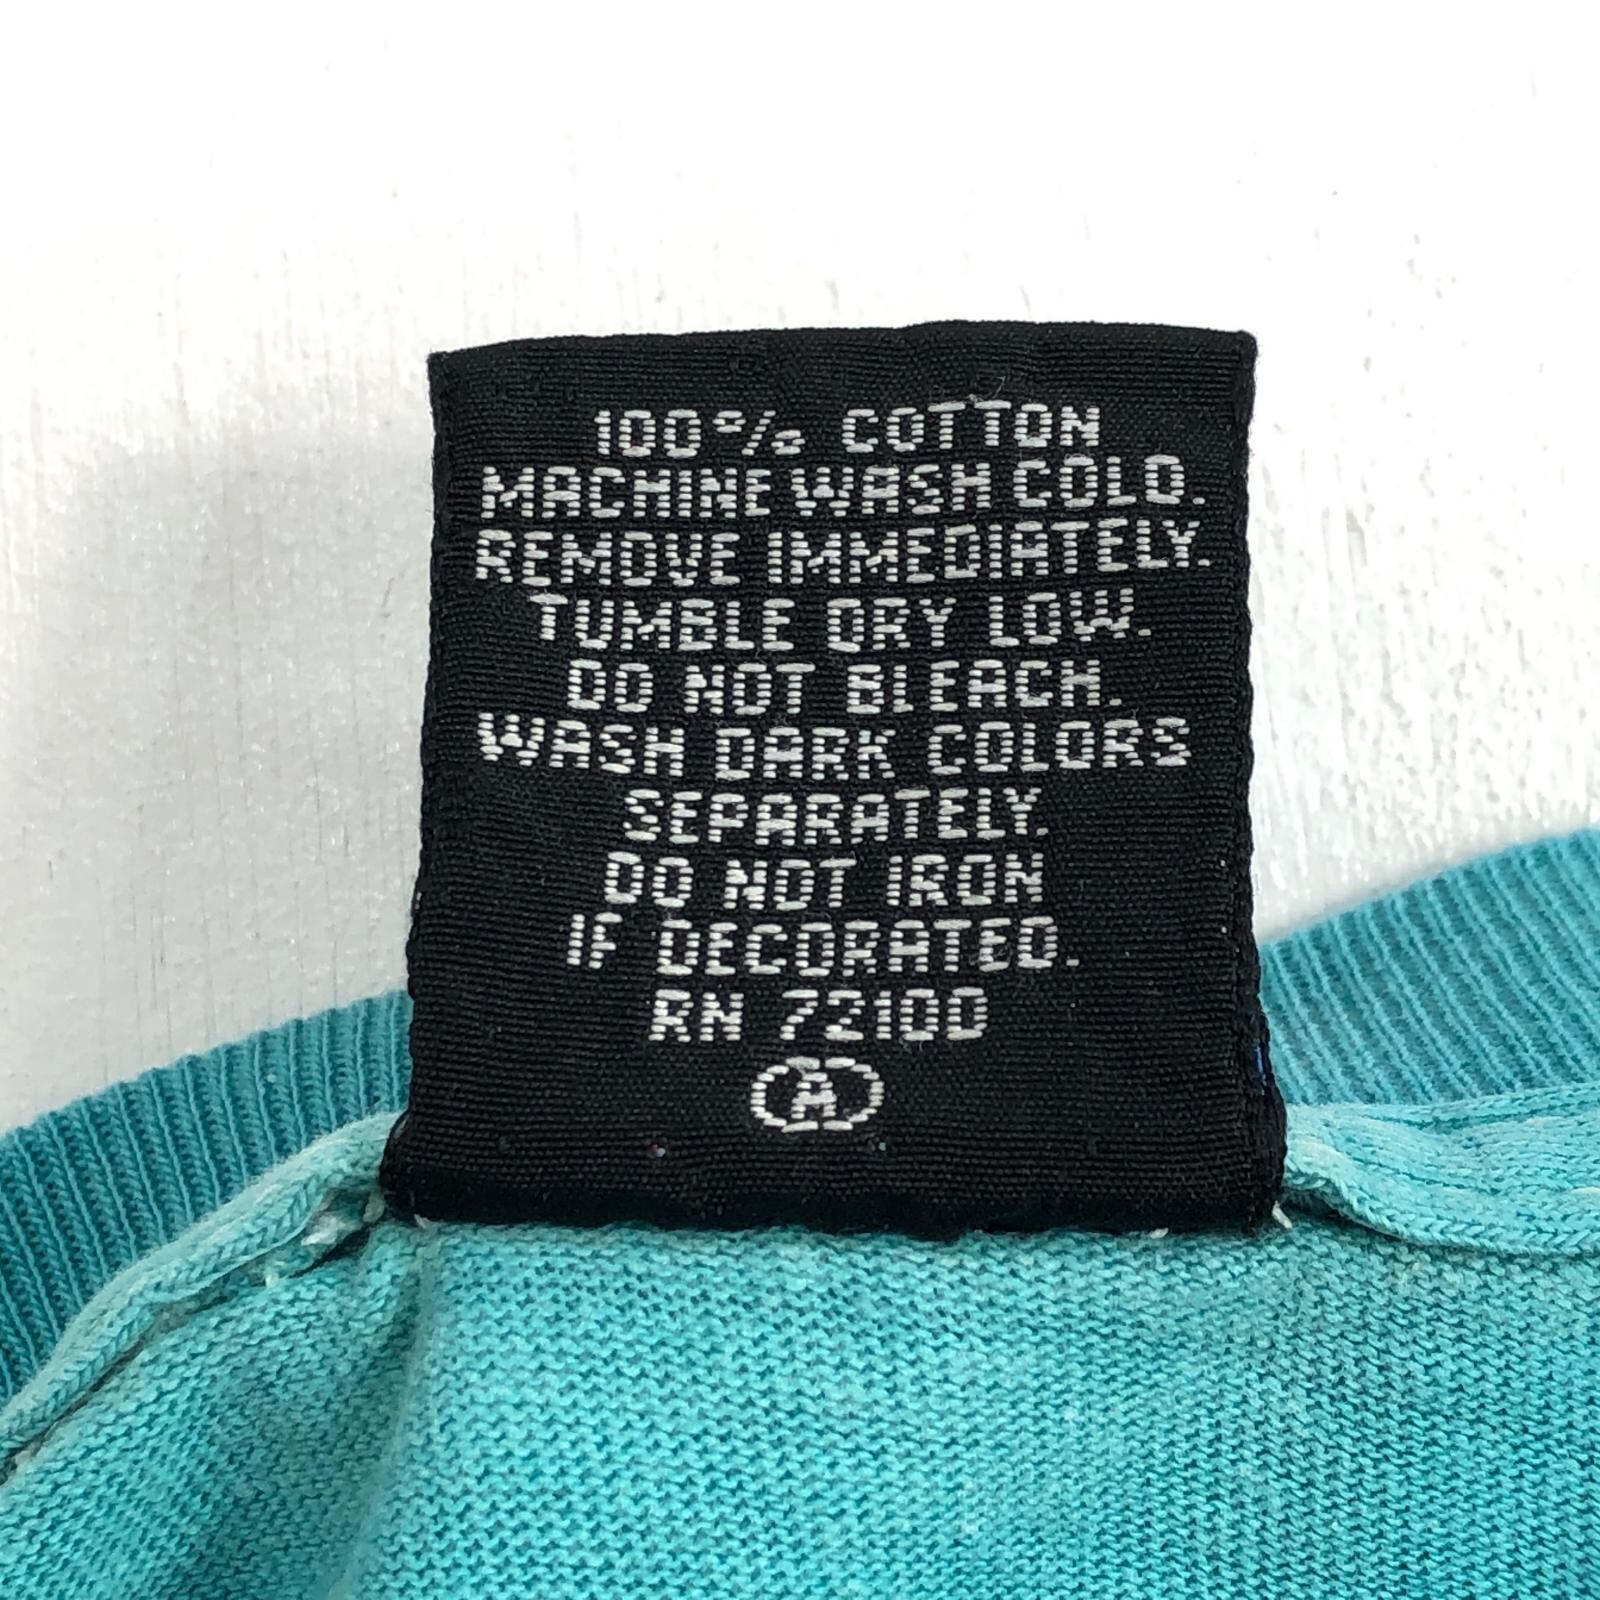 100% COTTON
MACHINE WASH COLD.
REMOVE IMMEDIATELY.
TUMBLE DRY LOW.
DO NOT BLEACH.
WASH DARK COLORS
SEPARATELY.
DO NOT IRON
IF DECORATED.
RN 72100
A